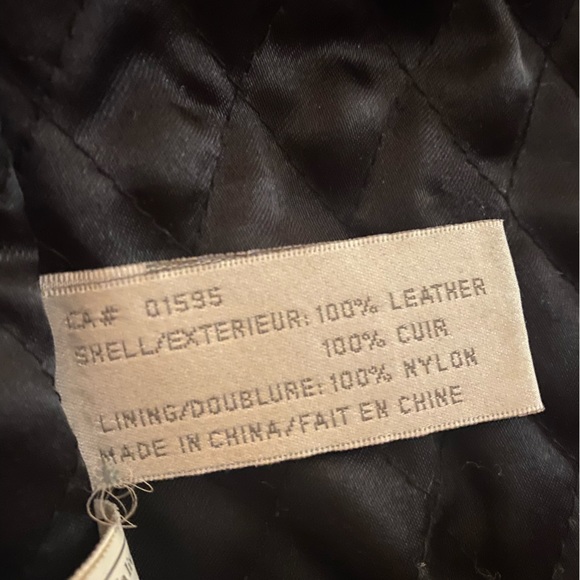 CA# 01595
SHELL/EXTERIEUR: 100% LEATHER
100% CUIR
LINING/DOUBLURE: 100% NYLON
MADE IN CHINA/FAIT EN CHINE